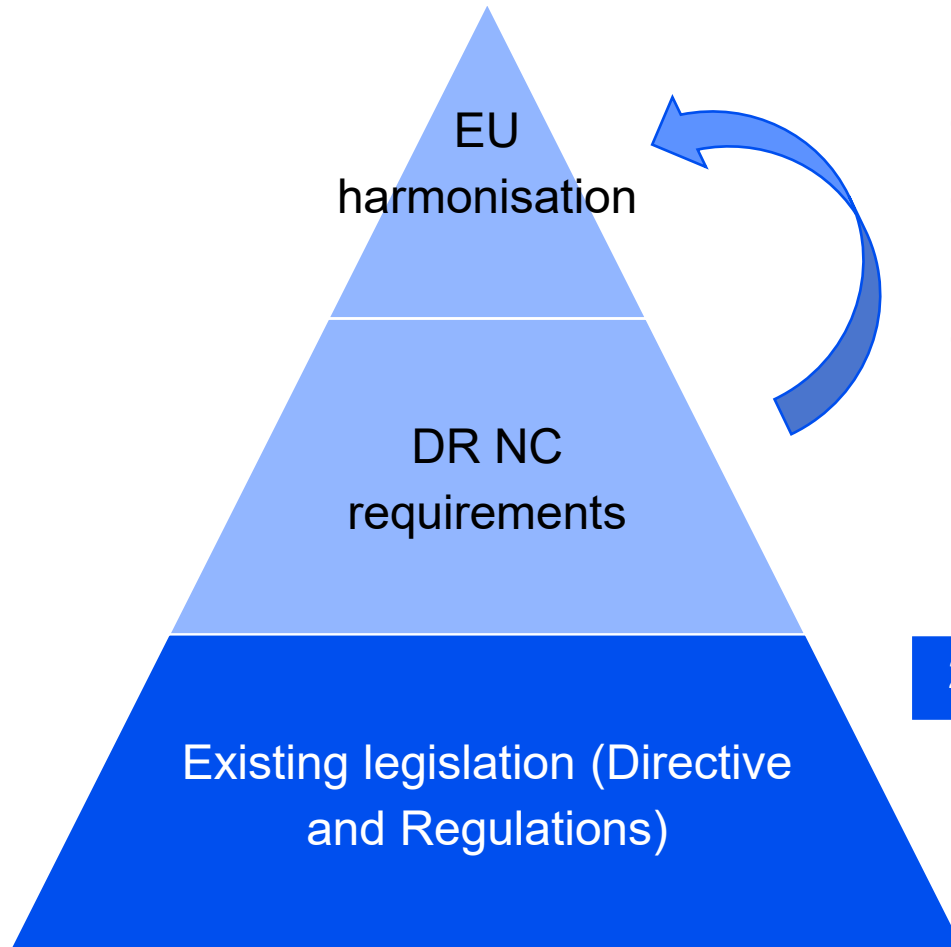 EU
harmonisation
DR NC
requirements
Existing legislation (Directive
and Regulations)